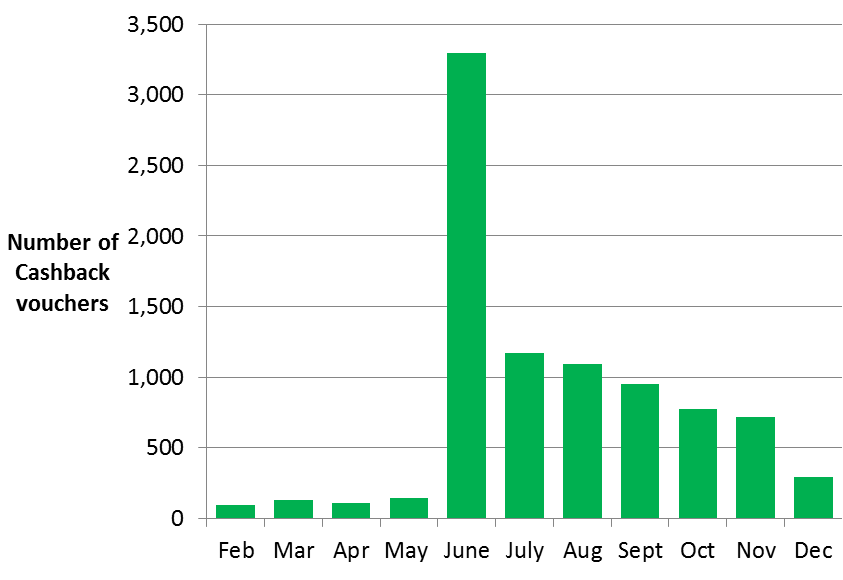 3,500
3,000
2,500
2,000
1,500
1,000
500
0
Number of
Cashback
vouchers
Feb Mar Apr May June July Aug Sept Oct Nov Dec